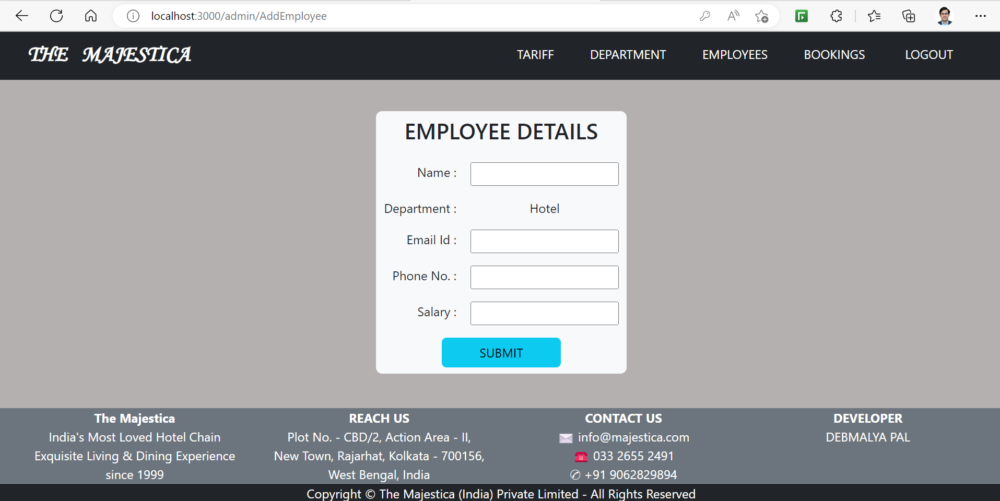 localhost:3000/admin/AddEmployee
THE MAJESTICA
TARIFF DEPARTMENT EMPLOYEES BOOKINGS LOGOUT
EMPLOYEE DETAILS
Name :
Department : Hotel
Email Id :
Phone No. :
Salary :
SUBMIT
The Majestica
India's Most Loved Hotel Chain
Exquisite Living & Dining Experience
since 1999
REACH US
Plot No. - CBD/2, Action Area - II,
New Town, Rajarhat, Kolkata - 700156,
West Bengal, India
CONTACT US
✉ info@majestica.com
☎ 033 2655 2491
✆ +91 9062829894
DEVELOPER
DEBMALYA PAL
Copyright © The Majestica (India) Private Limited - All Rights Reserved